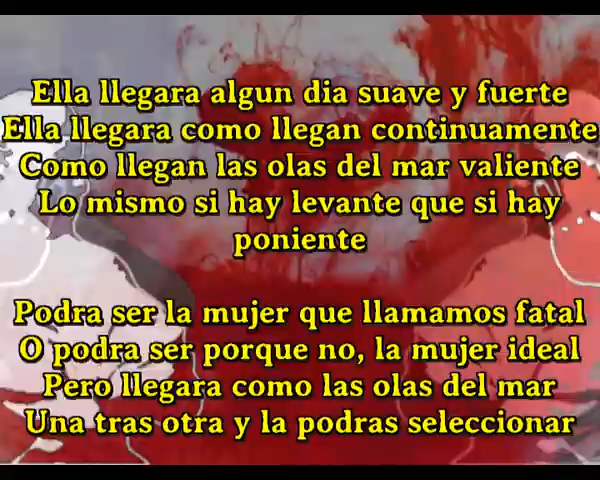 Ella llegara algun dia suave y fuerte
Ella llegara como llegan continuamente
Como llegan las olas del mar valiente
Lo mismo si hay levante que si hay
poniente
Podra ser la mujer que llamamos fatal
O podra ser porque no, la mujer ideal
Pero llegara como las olas del mar
Una tras otra y la podras seleccionar